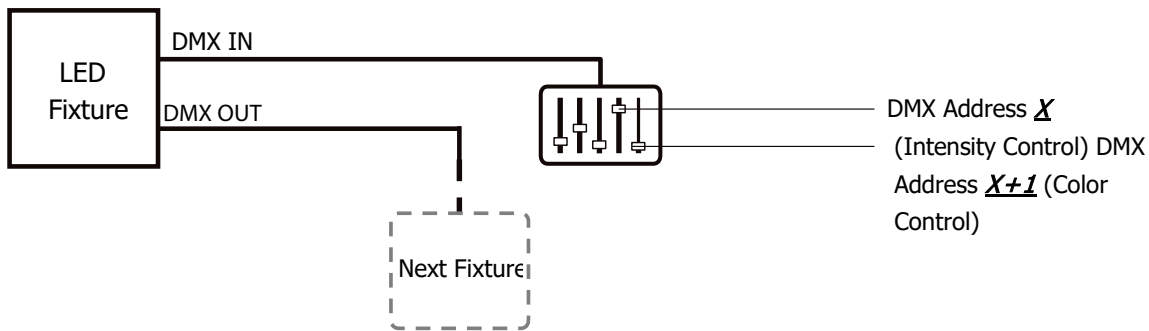 LED
Fixture
DMX IN
DMX OUT
Next Fixture
DMX Address X
(Intensity Control) DMX
Address X+1 (Color
Control)